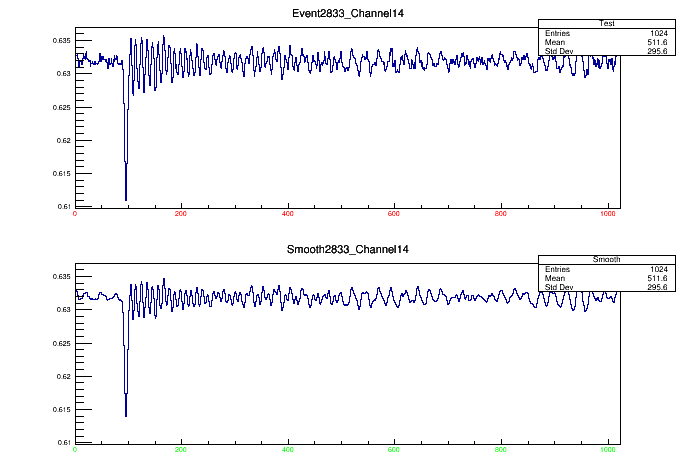 Event2833_Channel14
Test
Entries 1024
Mean 511.6
Std Dev 295.6
0.635
0.63
0.625
0.62
0.615
0.61
0 200 400 600 800 1000
Smooth2833_Channel14
Smooth
Entries 1024
Mean 511.6
Std Dev 295.6
0.635
0.63
0.625
0.62
0.615
0.61
0 200 400 600 800 1000